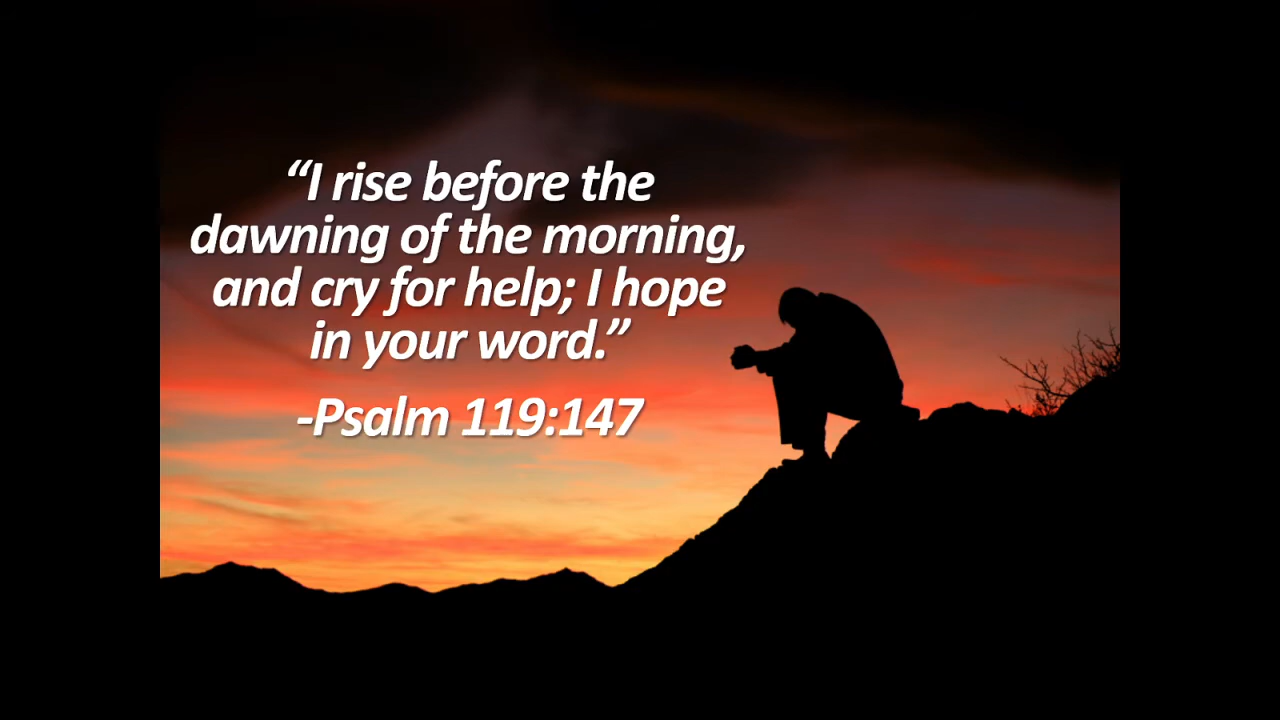 “I rise before the
dawning of the morning,
and cry for help; I hope
in your word.”
-Psalm 119:147